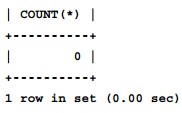 | COUNT(*) |
+----------+
|        0 |
+----------+
1 row in set (0.00 sec)